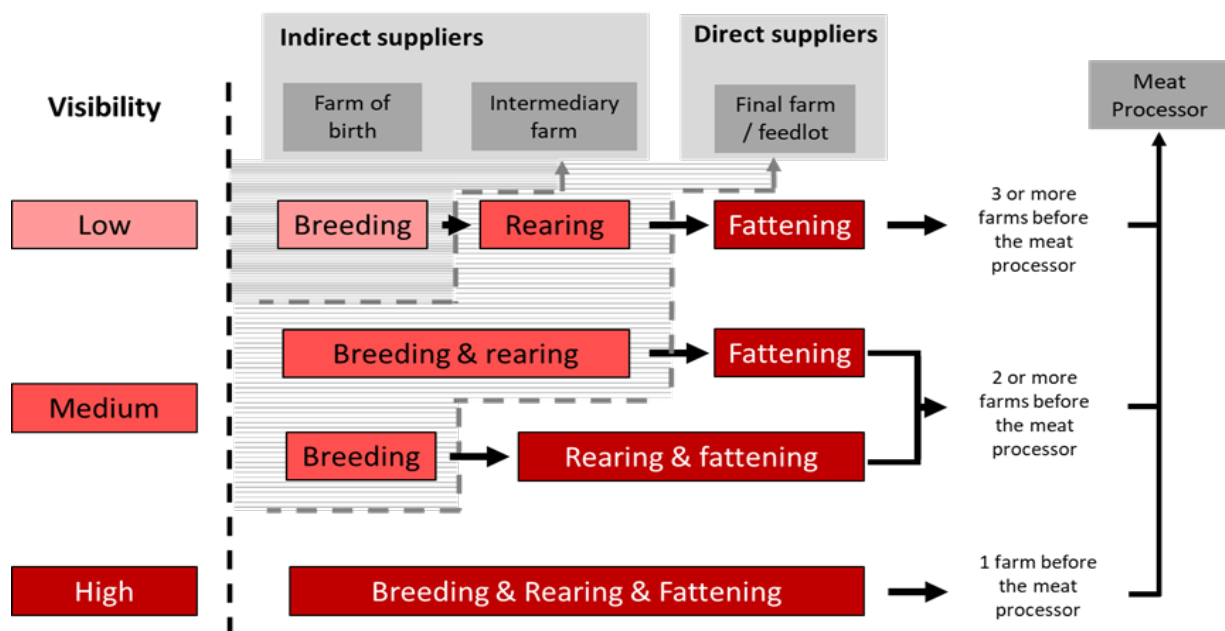 Indirect suppliers
Direct suppliers
Visibility
Farm of
birth
Intermediary
farm
Final farm
/ feedlot
Meat
Processor
Low
Breeding
Rearing
Fattening
3 or more
farms before
the meat
processor
Medium
Breeding & rearing
Fattening
Breeding
Rearing & fattening
2 or more
farms before
the meat
processor
High
Breeding & Rearing & Fattening
1 farm before
the meat
processor